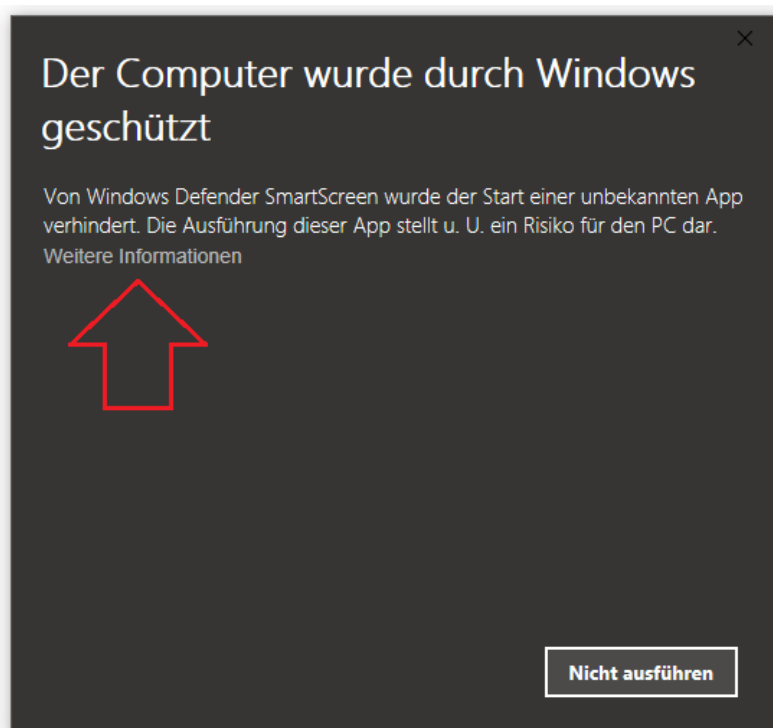 Der Computer wurde durch Windows
geschützt
Von Windows Defender SmartScreen wurde der Start einer unbekannten App
verhindert. Die Ausführung dieser App stellt u. U. ein Risiko für den PC dar.
Weitere Informationen
Nicht ausführen